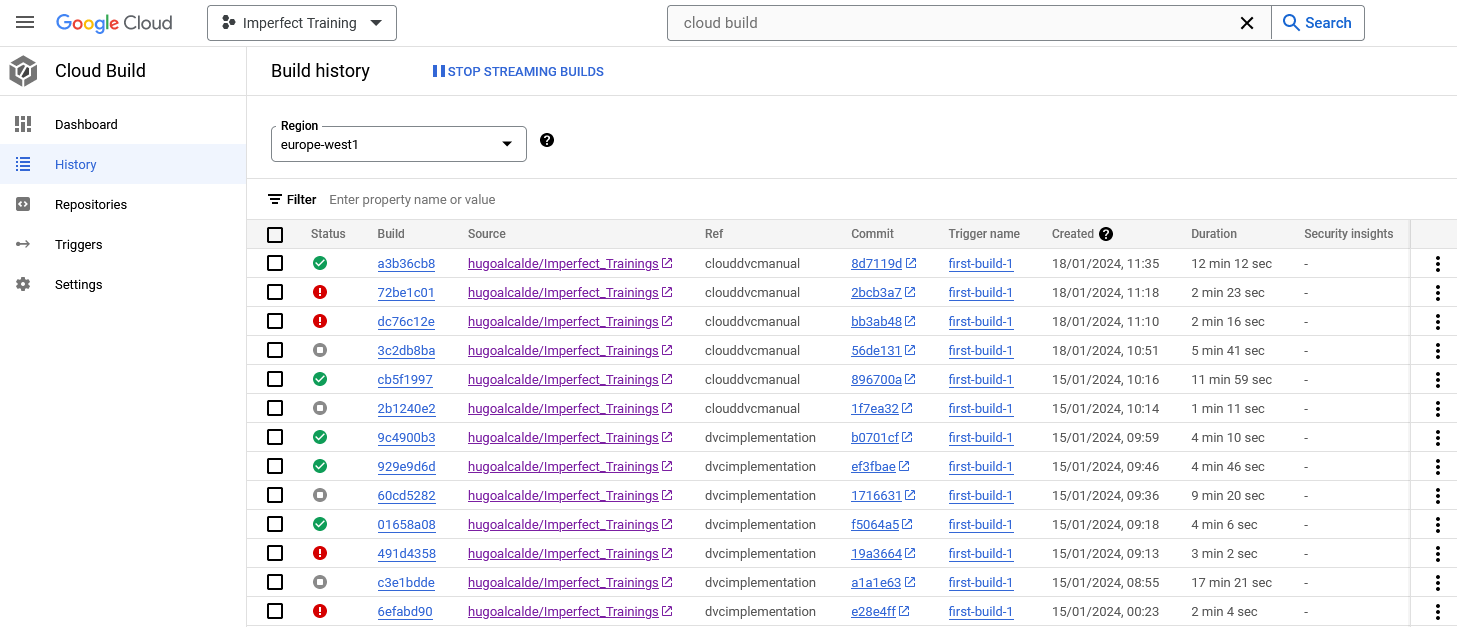 Google Cloud Imperfect Training cloud build Search
Cloud Build
Dashboard
History
Repositories
Triggers
Settings
Build history STOP STREAMING BUILDS
Region
europe-west1
Filter Enter property name or value
Status Build Source Ref Commit Trigger name Created Duration Security insights
a3b36cb8 hugoalcalde/Imperfect_Trainings clouddvcmanual 8d7119d first-build-1 18/01/2024, 11:35 12 min 12 sec -
72be1c01 hugoalcalde/Imperfect_Trainings clouddvcmanual 2bcb3a7 first-build-1 18/01/2024, 11:18 2 min 23 sec -
dc76c12e hugoalcalde/Imperfect_Trainings clouddvcmanual bb3ab48 first-build-1 18/01/2024, 11:10 2 min 16 sec -
3c2db8ba hugoalcalde/Imperfect_Trainings clouddvcmanual 56de131 first-build-1 18/01/2024, 10:51 5 min 41 sec -
cb5f1997 hugoalcalde/Imperfect_Trainings clouddvcmanual 896700a first-build-1 15/01/2024, 10:16 11 min 59 sec -
2b1240e2 hugoalcalde/Imperfect_Trainings clouddvcmanual 1f7ea32 first-build-1 15/01/2024, 10:14 1 min 11 sec -
9c4900b3 hugoalcalde/Imperfect_Trainings dvcimplementation b0701cf first-build-1 15/01/2024, 09:59 4 min 10 sec -
929e9d6d hugoalcalde/Imperfect_Trainings dvcimplementation ef3fbae first-build-1 15/01/2024, 09:46 4 min 46 sec -
60cd5282 hugoalcalde/Imperfect_Trainings dvcimplementation 1716631 first-build-1 15/01/2024, 09:36 9 min 20 sec -
01658a08 hugoalcalde/Imperfect_Trainings dvcimplementation f5064a5 first-build-1 15/01/2024, 09:18 4 min 6 sec -
491d4358 hugoalcalde/Imperfect_Trainings dvcimplementation 19a3664 first-build-1 15/01/2024, 09:13 3 min 2 sec -
c3e1bdde hugoalcalde/Imperfect_Trainings dvcimplementation a1a1e63 first-build-1 15/01/2024, 08:55 17 min 21 sec -
6efabd90 hugoalcalde/Imperfect_Trainings dvcimplementation e28e4ff first-build-1 15/01/2024, 00:23 2 min 4 sec -